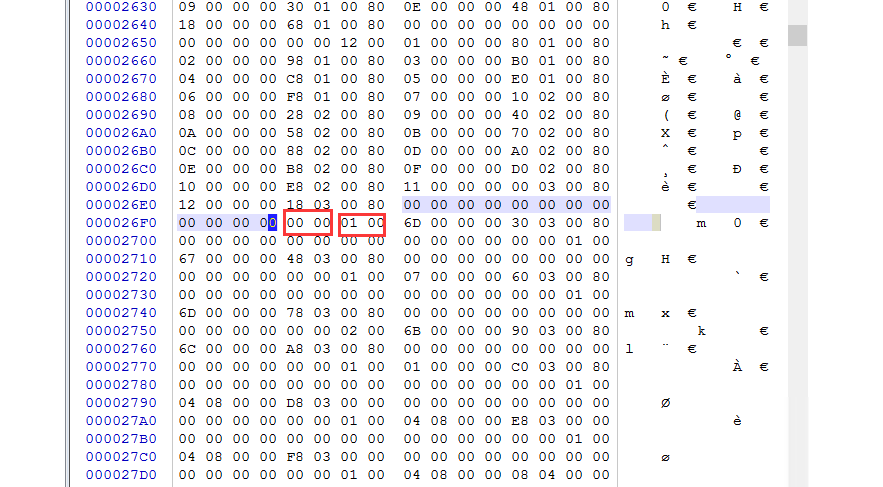 00002630 09 00 00 00 30 01 00 80 0E 00 00 00 48 01 00 80 0 € H €
00002640 18 00 00 00 68 01 00 80 00 00 00 00 00 00 00 00 h €
00002650 00 00 00 00 00 00 12 00 01 00 00 00 80 01 00 80 € €
00002660 02 00 00 00 98 01 00 80 03 00 00 00 B0 01 00 80 ˜ € ° €
00002670 04 00 00 00 C8 01 00 80 05 00 00 00 E0 01 00 80 È € à €
00002680 06 00 00 00 F8 01 00 80 07 00 00 00 10 02 00 80 ø € €
00002690 08 00 00 00 28 02 00 80 09 00 00 00 40 02 00 80 ( € @ €
000026A0 0A 00 00 00 58 02 00 80 0B 00 00 00 70 02 00 80 X € p €
000026B0 0C 00 00 00 88 02 00 80 0D 00 00 00 A0 02 00 80 ˆ € €
000026C0 0E 00 00 00 B8 02 00 80 0F 00 00 00 D0 02 00 80 ¸ € Ð €
000026D0 10 00 00 00 E8 02 00 80 11 00 00 00 00 03 00 80 è € €
000026E0 12 00 00 00 18 03 00 80 00 00 00 00 00 00 00 00 €
000026F0 00 00 00 00 00 00 01 00 6D 00 00 00 30 03 00 80 m 0 €
00002700 00 00 00 00 00 00 00 00 00 00 00 00 00 00 01 00
00002710 67 00 00 00 48 03 00 80 00 00 00 00 00 00 00 00 g H €
00002720 00 00 00 00 00 00 01 00 07 00 00 00 60 03 00 80 ` €
00002730 00 00 00 00 00 00 00 00 00 00 00 00 00 00 01 00
00002740 6D 00 00 00 78 03 00 80 00 00 00 00 00 00 00 00 m x €
00002750 00 00 00 00 00 00 02 00 6B 00 00 00 90 03 00 80 k €
00002760 6C 00 00 00 A8 03 00 80 00 00 00 00 00 00 00 00 l ¨ €
00002770 00 00 00 00 00 00 01 00 01 00 00 00 C0 03 00 80 À €
00002780 00 00 00 00 00 00 00 00 00 00 00 00 00 00 01 00
00002790 04 08 00 00 D8 03 00 00 00 00 00 00 00 00 00 00 Ø
000027A0 00 00 00 00 00 00 01 00 04 08 00 00 E8 03 00 00 è
000027B0 00 00 00 00 00 00 00 00 00 00 00 00 00 00 01 00
000027C0 04 08 00 00 F8 03 00 00 00 00 00 00 00 00 00 00 ø
000027D0 00 00 00 00 00 00 01 00 04 08 00 00 08 04 00 00